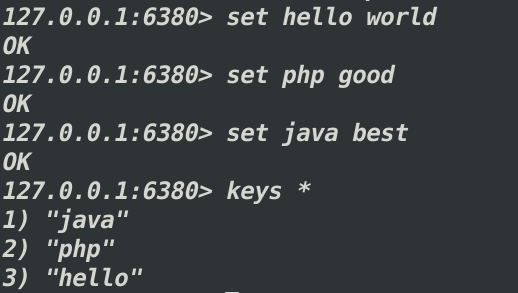 127.0.0.1:6380> set hello world
OK
127.0.0.1:6380> set php good
OK
127.0.0.1:6380> set java best
OK
127.0.0.1:6380> keys *
1) "java"
2) "php"
3) "hello"